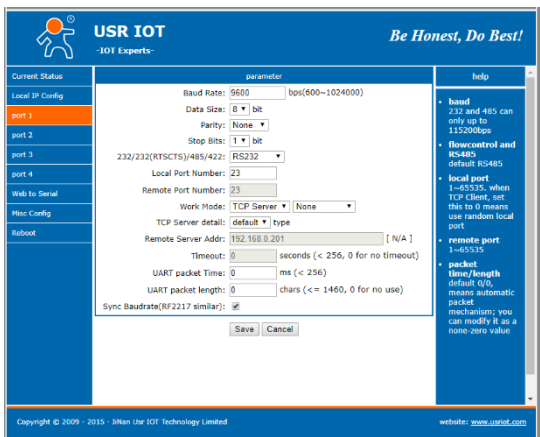 USR IOT
-IOT Experts-
Be Honest, Do Best!
Current Status
Local IP Config
port 1
port 2
port 3
port 4
Web to Serial
Misc Config
Reboot
parameter
Baud Rate: 9600 bps(600~1024000)
Data Size: 8 bit
Parity: None
Stop Bits: 1 bit
232/232(RTSCTS)/485/422: RS232
Local Port Number: 23
Remote Port Number: 23
Work Mode: TCP Server None
TCP Server detail: default type
Remote Server Addr: 192.168.0.201 [ N/A ]
Timeout: 0 seconds (< 256, 0 for no timeout)
UART packet Time: 0 ms (< 256)
UART packet length: 0 chars (<= 1460, 0 for no use)
Sync Baudrate(RF2217 similar):
Save Cancel
help
baud
232 and 485 can
only up to
115200bps
flowcontrol and
RS485
default RS485
local port
1~65535. when
TCP Client, set
this to 0 means
use random local
port
remote port
1~65535
packet
time/length
default 0/0,
means automatic
packet
mechanism; you
can modify it as a
none-zero value
Copyright © 2009 - 2015 - JiNan Usr IOT Technology Limited
website: www.usriot.com